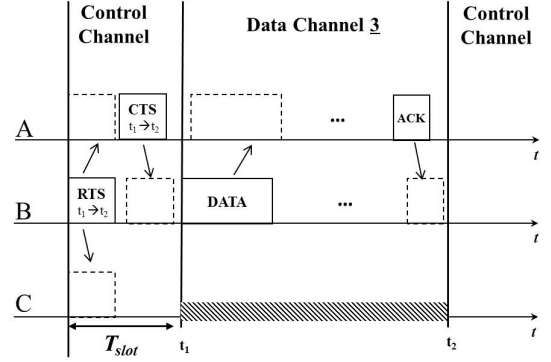 Control
Channel
Data Channel 3
Control
Channel
A
CTS
t1→t2
...
ACK
t
B
RTS
t1→t2
DATA
...
t
C
t
Tslot
t1
t2